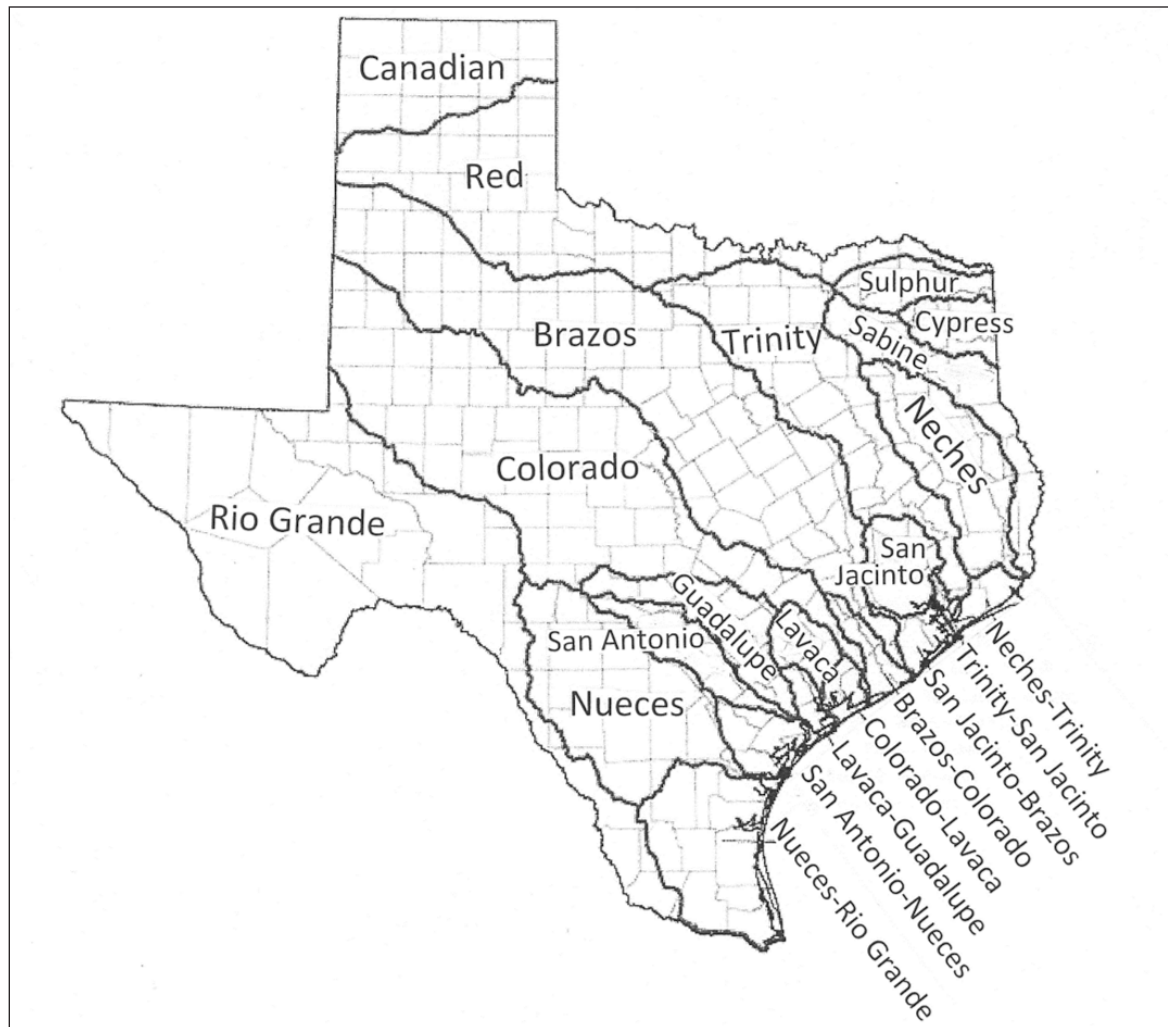 Canadian
Red
Sulphur
Cypress
Brazos
Trinity
Sabine
Neches
Colorado
Rio Grande
San
Jacinto
Guadalupe
San Antonio
Lavaca
Nueces
Neches-Trinity
Trinity-San Jacinto
San Jacinto-Brazos
Brazos-Colorado
Colorado-Lavaca
Lavaca-Guadalupe
San Antonio-Nueces
Nueces-Rio Grande